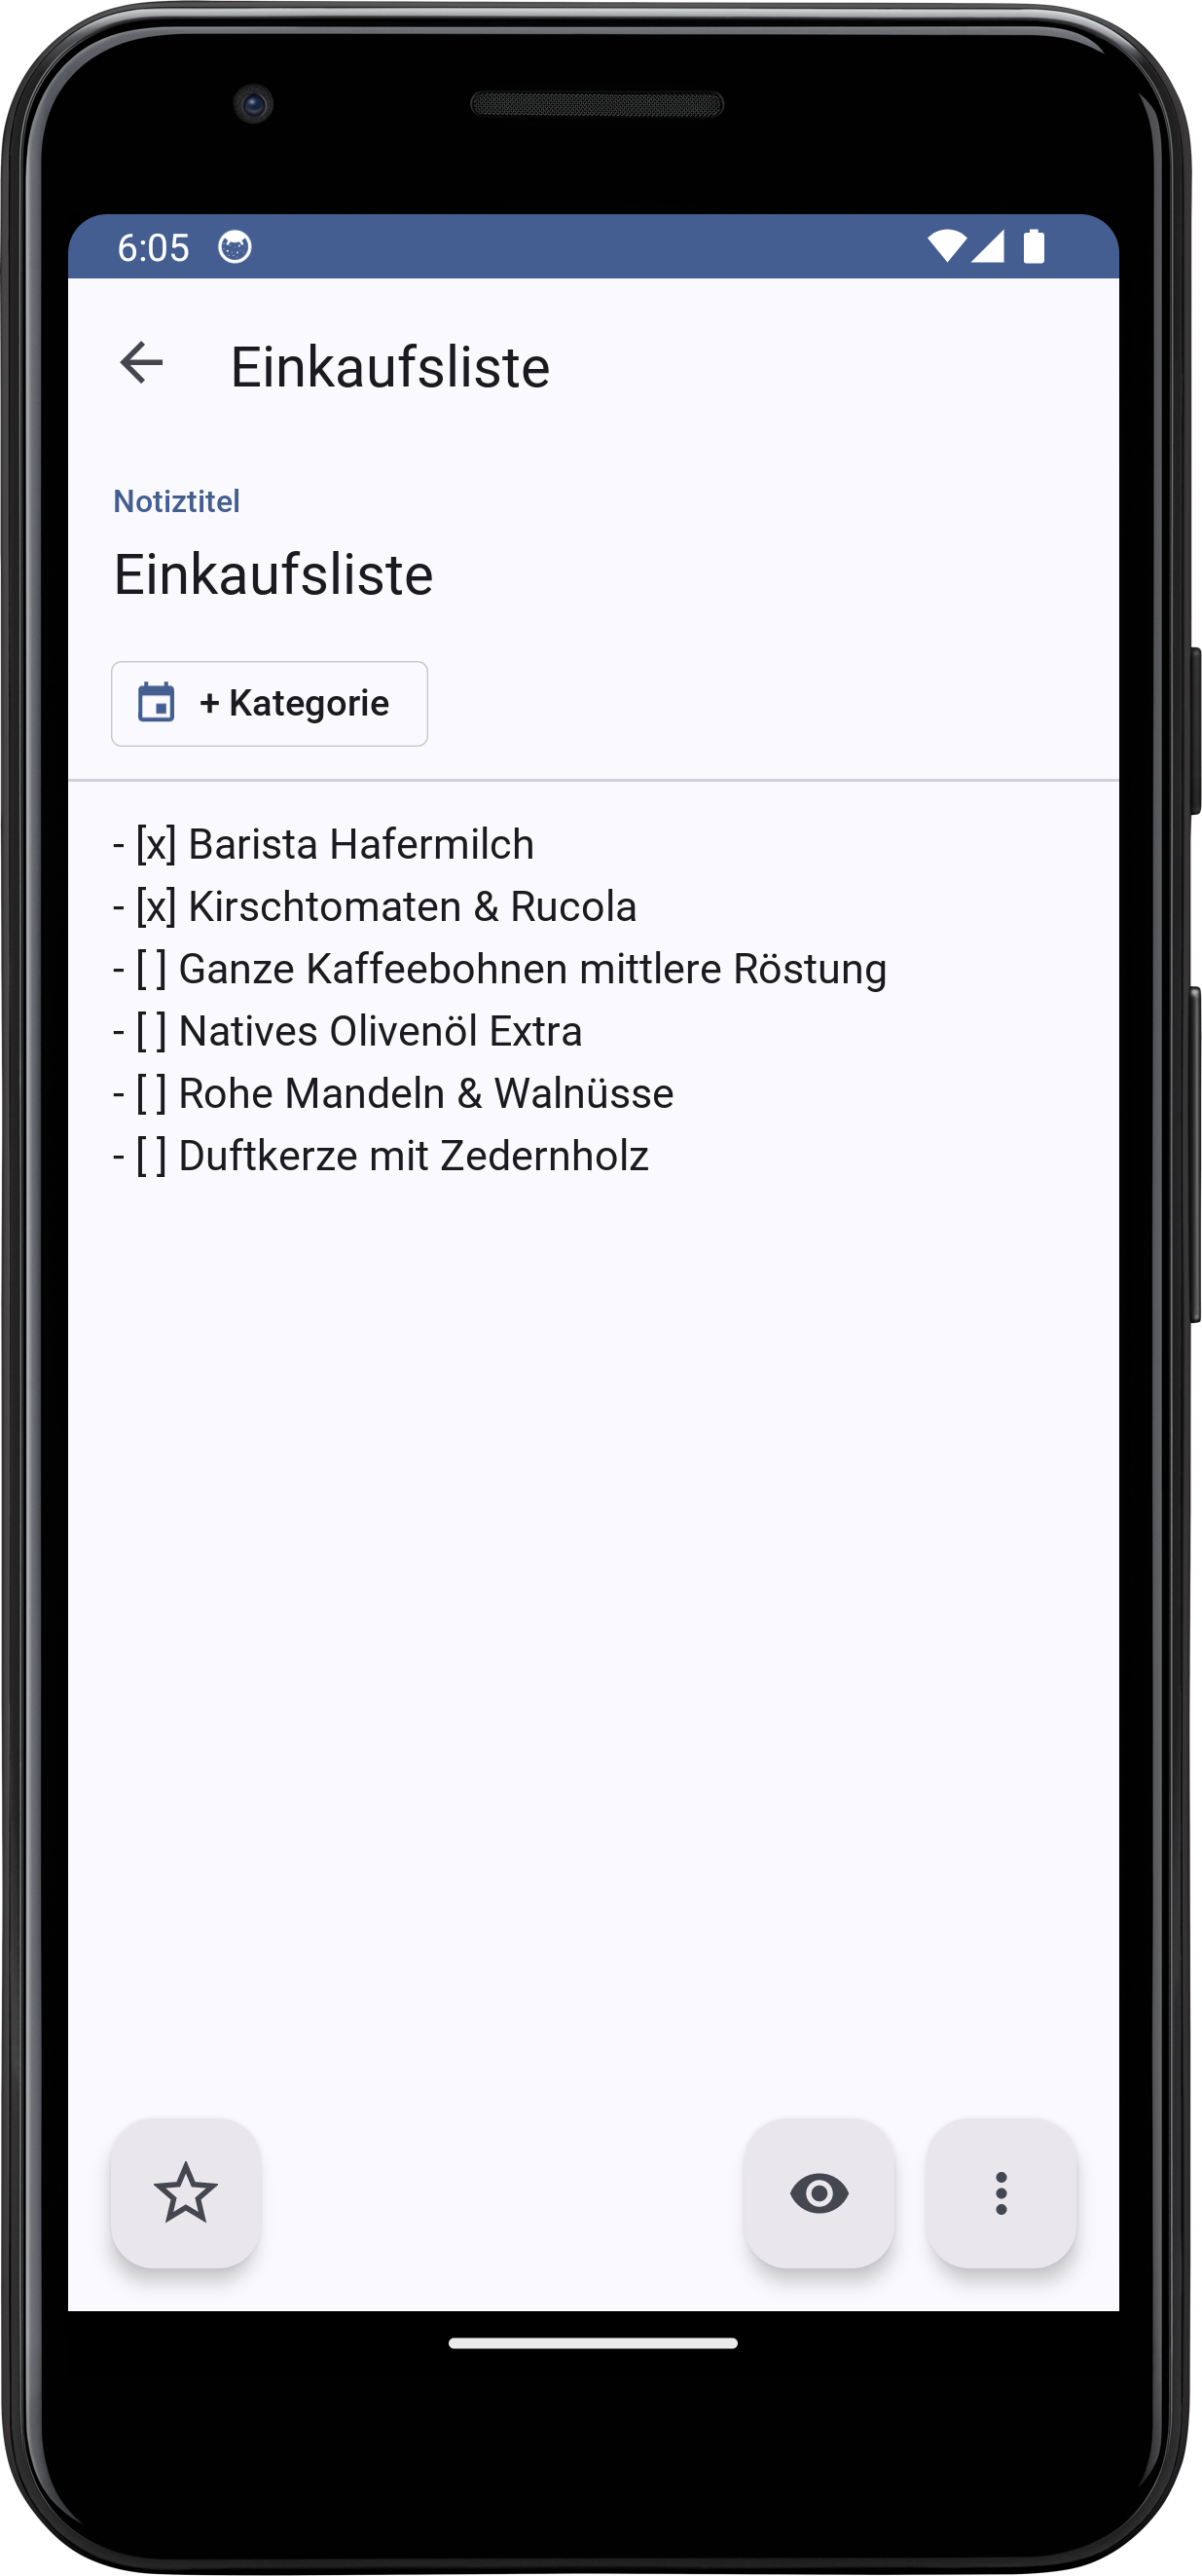 6:05
Einkaufsliste
Notiztitel
Einkaufsliste
+ Kategorie
- [x] Barista Hafermilch
- [x] Kirschtomaten & Rucola
- [ ] Ganze Kaffeebohnen mittlere Röstung
- [ ] Natives Olivenöl Extra
- [ ] Rohe Mandeln & Walnüsse
- [ ] Duftkerze mit Zedernholz